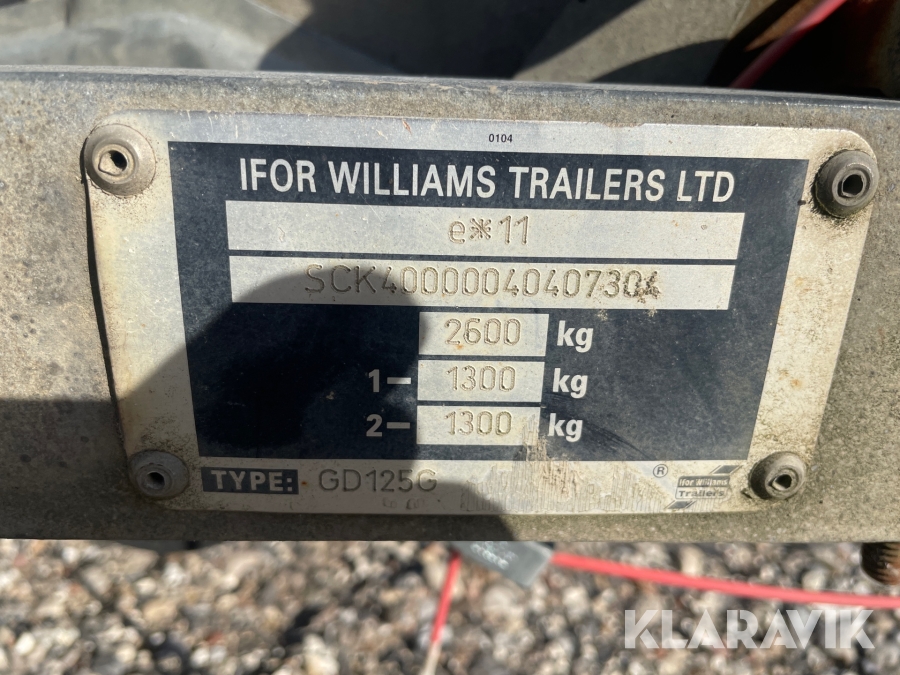 0104
IFOR WILLIAMS TRAILERS LTD
e*11
SCK40000040407304
2600 kg
1- 1300 kg
2- 1300 kg
TYPE: GD125G
®
Ifor Williams
Trailers
KLARAVIK